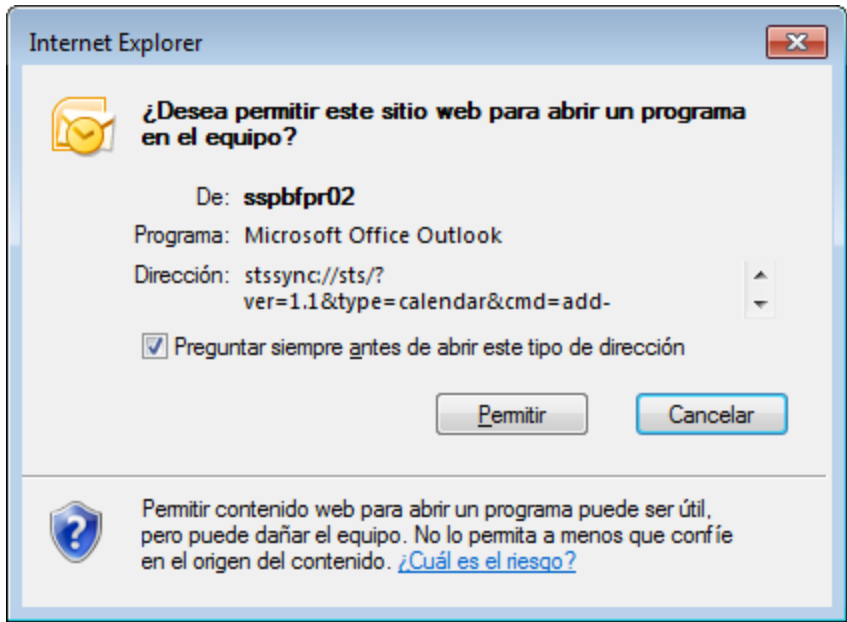 Internet Explorer
¿Desea permitir este sitio web para abrir un programa
en el equipo?
De: sspbfpr02
Programa: Microsoft Office Outlook
Dirección: stssync://sts/?
ver=1.1&type=calendar&cmd=add-
Preguntar siempre antes de abrir este tipo de dirección
Permitir Cancelar
Permitir contenido web para abrir un programa puede ser útil,
pero puede dañar el equipo. No lo permita a menos que confíe
en el origen del contenido. ¿Cuál es el riesgo?